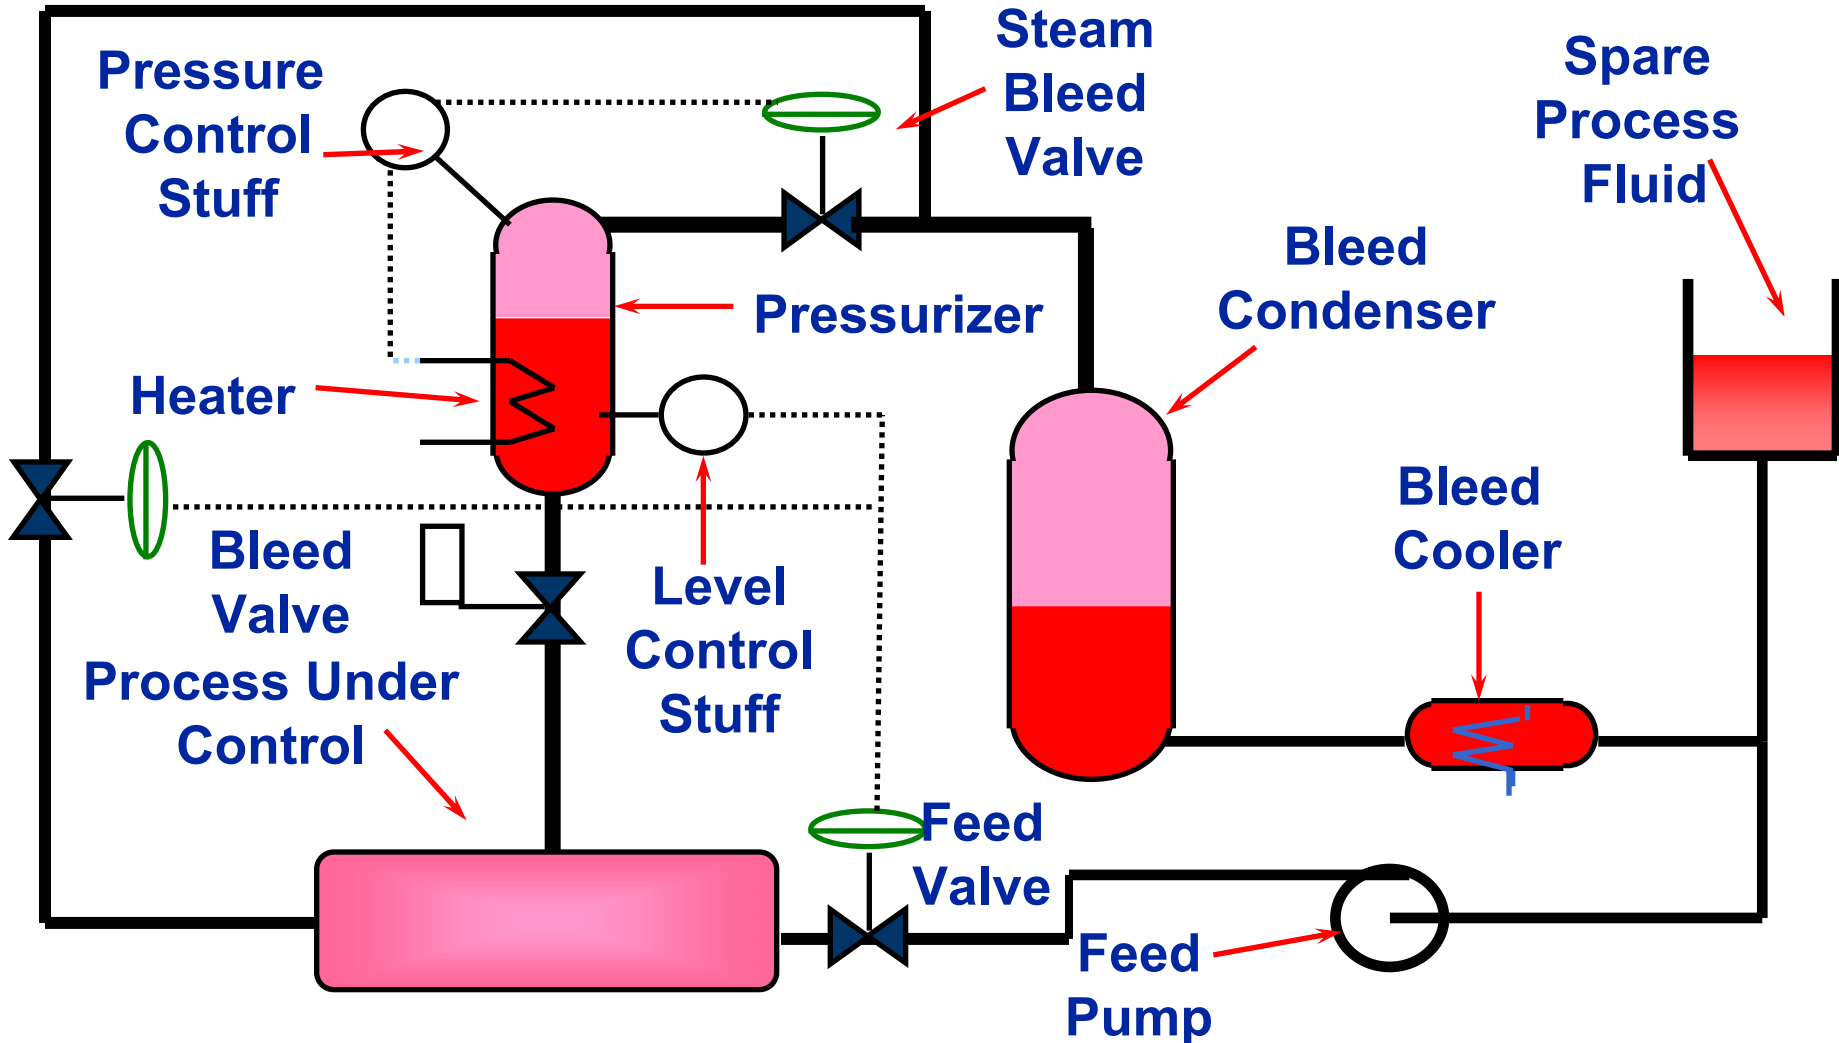 Pressure
Control
Stuff
Steam
Bleed
Valve
Spare
Process
Fluid
Bleed
Condenser
Pressurizer
Heater
Bleed
Cooler
Bleed
Valve
Level
Control
Stuff
Process Under
Control
Feed
Valve
Feed
Pump